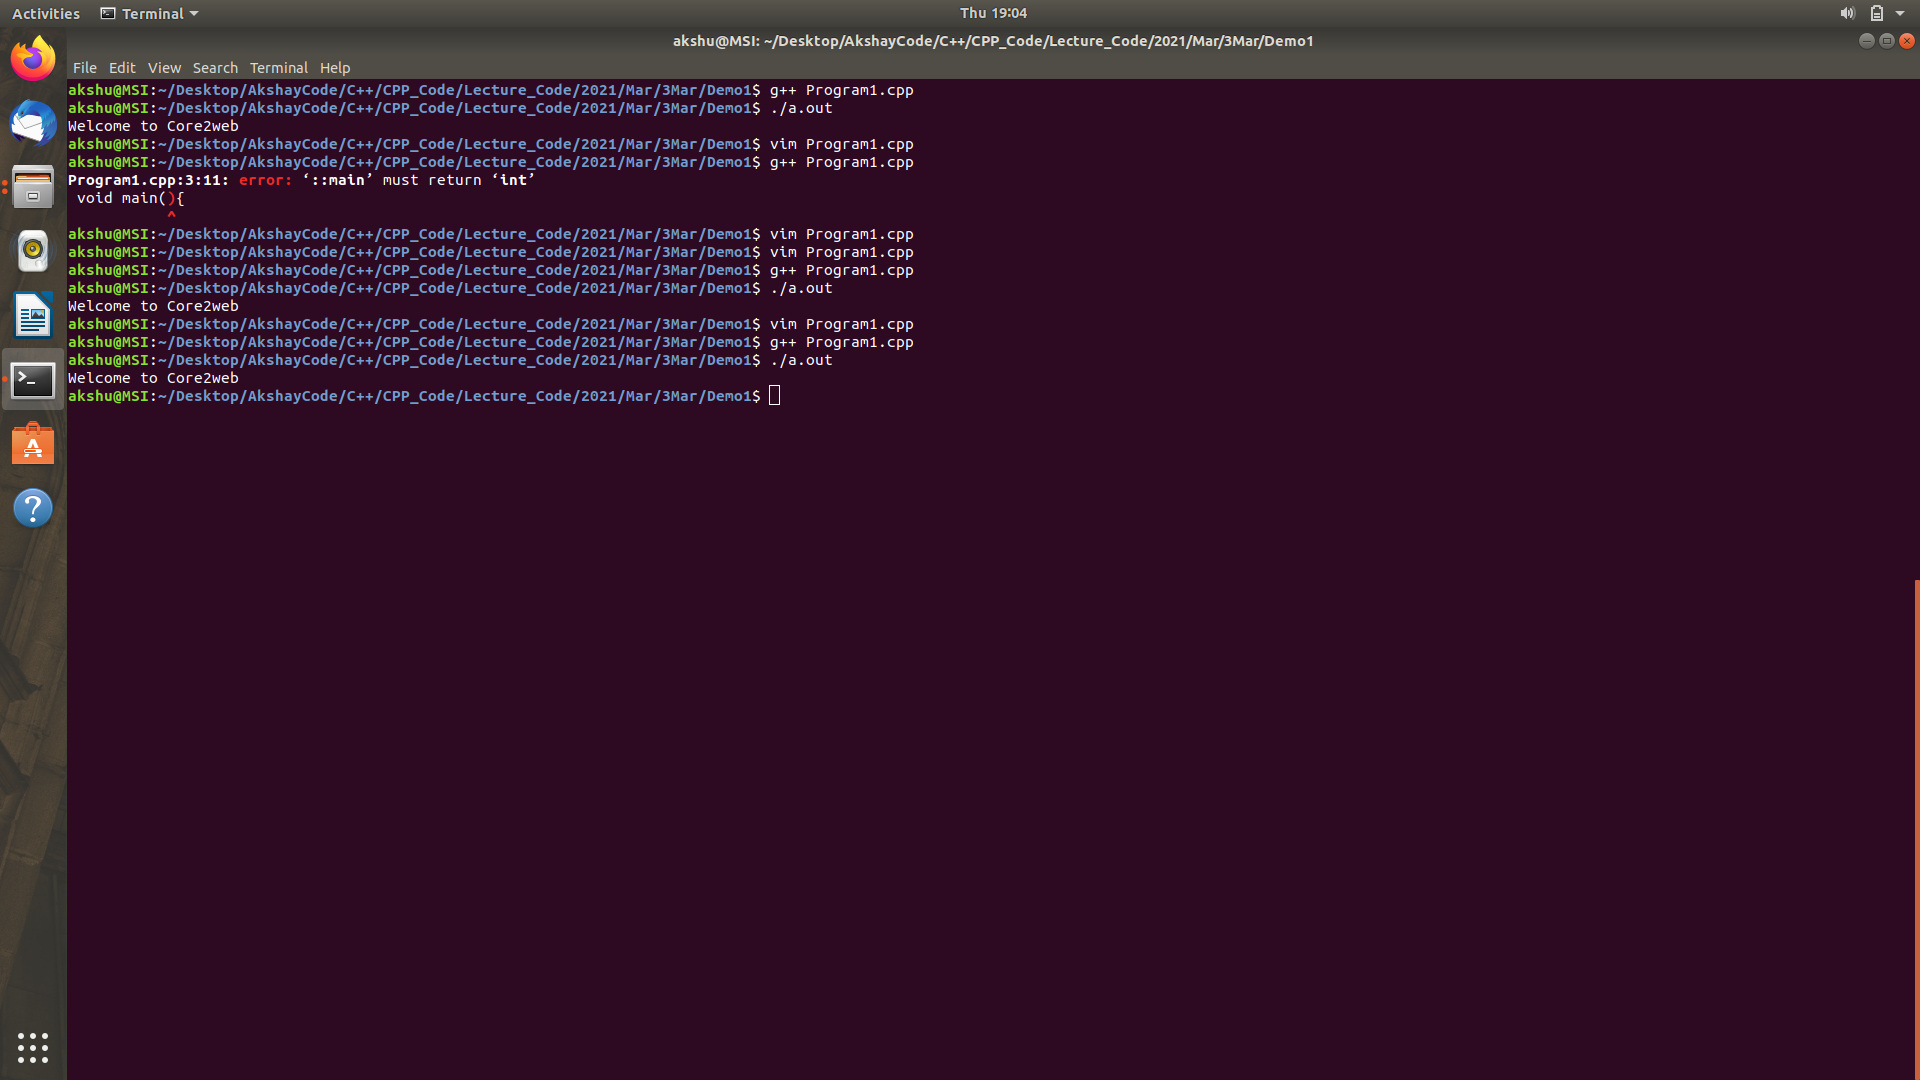 Activities Terminal Thu 19:04
akshu@MSI: ~/Desktop/AkshayCode/C++/CPP_Code/Lecture_Code/2021/Mar/3Mar/Demo1
File Edit View Search Terminal Help
akshu@MSI:~/Desktop/AkshayCode/C++/CPP_Code/Lecture_Code/2021/Mar/3Mar/Demo1$ g++ Program1.cpp
akshu@MSI:~/Desktop/AkshayCode/C++/CPP_Code/Lecture_Code/2021/Mar/3Mar/Demo1$ ./a.out
Welcome to Core2web
akshu@MSI:~/Desktop/AkshayCode/C++/CPP_Code/Lecture_Code/2021/Mar/3Mar/Demo1$ vim Program1.cpp
akshu@MSI:~/Desktop/AkshayCode/C++/CPP_Code/Lecture_Code/2021/Mar/3Mar/Demo1$ g++ Program1.cpp
Program1.cpp:3:11: error: ‘::main’ must return ‘int’
void main(){
^
akshu@MSI:~/Desktop/AkshayCode/C++/CPP_Code/Lecture_Code/2021/Mar/3Mar/Demo1$ vim Program1.cpp
akshu@MSI:~/Desktop/AkshayCode/C++/CPP_Code/Lecture_Code/2021/Mar/3Mar/Demo1$ vim Program1.cpp
akshu@MSI:~/Desktop/AkshayCode/C++/CPP_Code/Lecture_Code/2021/Mar/3Mar/Demo1$ g++ Program1.cpp
akshu@MSI:~/Desktop/AkshayCode/C++/CPP_Code/Lecture_Code/2021/Mar/3Mar/Demo1$ ./a.out
Welcome to Core2web
akshu@MSI:~/Desktop/AkshayCode/C++/CPP_Code/Lecture_Code/2021/Mar/3Mar/Demo1$ vim Program1.cpp
akshu@MSI:~/Desktop/AkshayCode/C++/CPP_Code/Lecture_Code/2021/Mar/3Mar/Demo1$ g++ Program1.cpp
akshu@MSI:~/Desktop/AkshayCode/C++/CPP_Code/Lecture_Code/2021/Mar/3Mar/Demo1$ ./a.out
Welcome to Core2web
akshu@MSI:~/Desktop/AkshayCode/C++/CPP_Code/Lecture_Code/2021/Mar/3Mar/Demo1$